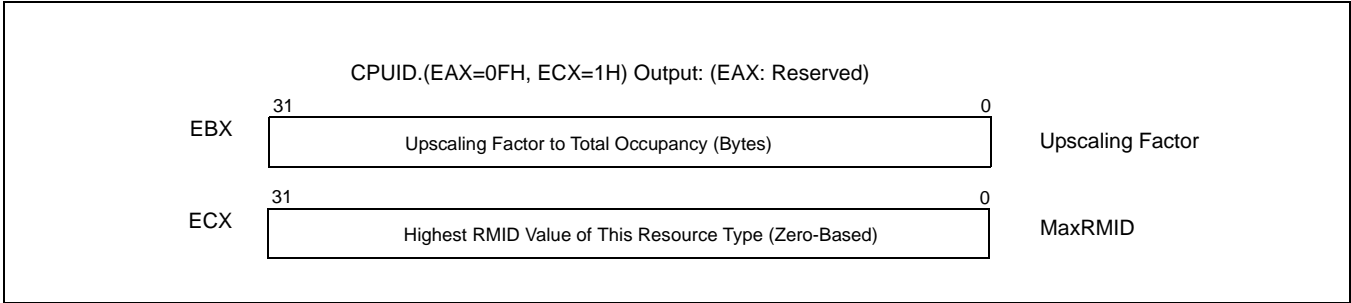 CPUID.(EAX=0FH, ECX=1H) Output: (EAX: Reserved)
31 0
EBX Upscaling Factor to Total Occupancy (Bytes) Upscaling Factor
31 0
ECX Highest RMID Value of This Resource Type (Zero-Based) MaxRMID